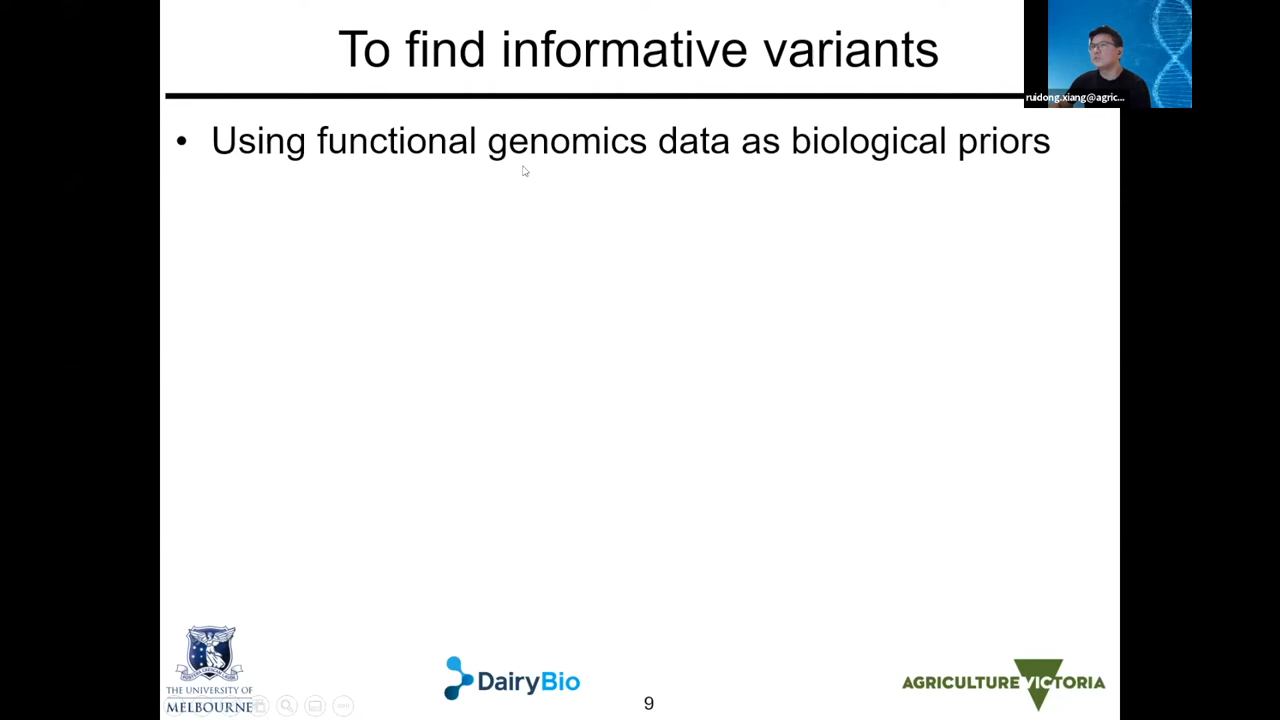 To find informative variants
ruidong.xiang@agric...
• Using functional genomics data as biological priors
THE UNIVERSITY OF
MELBOURNE
DairyBio
9
AGRICULTURE VICTORIA